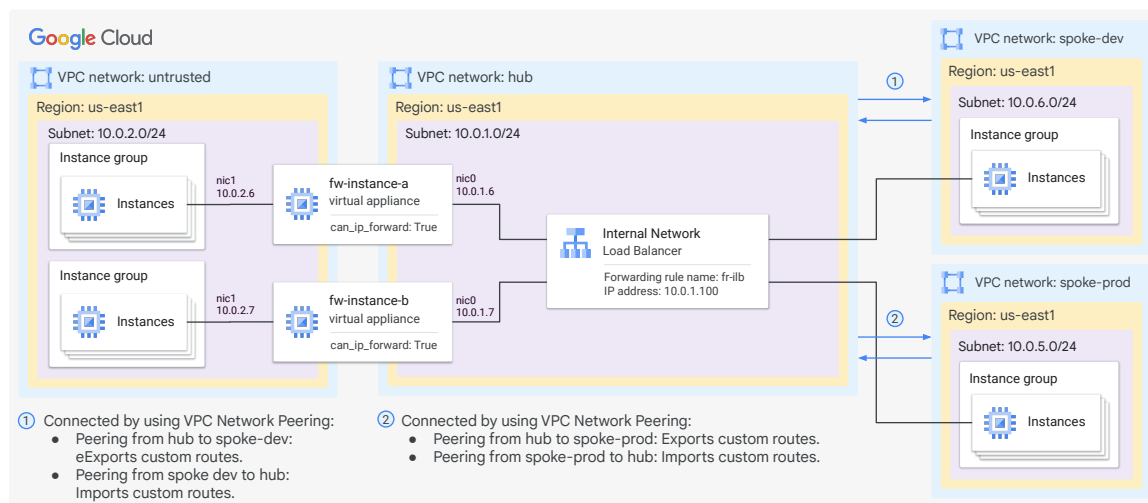 Google Cloud
VPC network: untrusted
Region: us-east1
Subnet: 10.0.2.0/24
Instance group
Instances
nic1
10.0.2.6
fw-instance-a
virtual appliance
can_ip_forward: True
nic0
10.0.1.6
Instance group
Instances
nic1
10.0.2.7
fw-instance-b
virtual appliance
can_ip_forward: True
nic0
10.0.1.7
VPC network: hub
Region: us-east1
Subnet: 10.0.1.0/24
Internal Network
Load Balancer
Forwarding rule name: fr-ilb
IP address: 10.0.1.100
1
VPC network: spoke-dev
Region: us-east1
Subnet: 10.0.6.0/24
Instance group
Instances
2
VPC network: spoke-prod
Region: us-east1
Subnet: 10.0.5.0/24
Instance group
Instances
1 Connected by using VPC Network Peering:
● Peering from hub to spoke-dev:
eExports custom routes.
● Peering from spoke dev to hub:
Imports custom routes.
2 Connected by using VPC Network Peering:
● Peering from hub to spoke-prod: Exports custom routes.
● Peering from spoke-prod to hub: Imports custom routes.